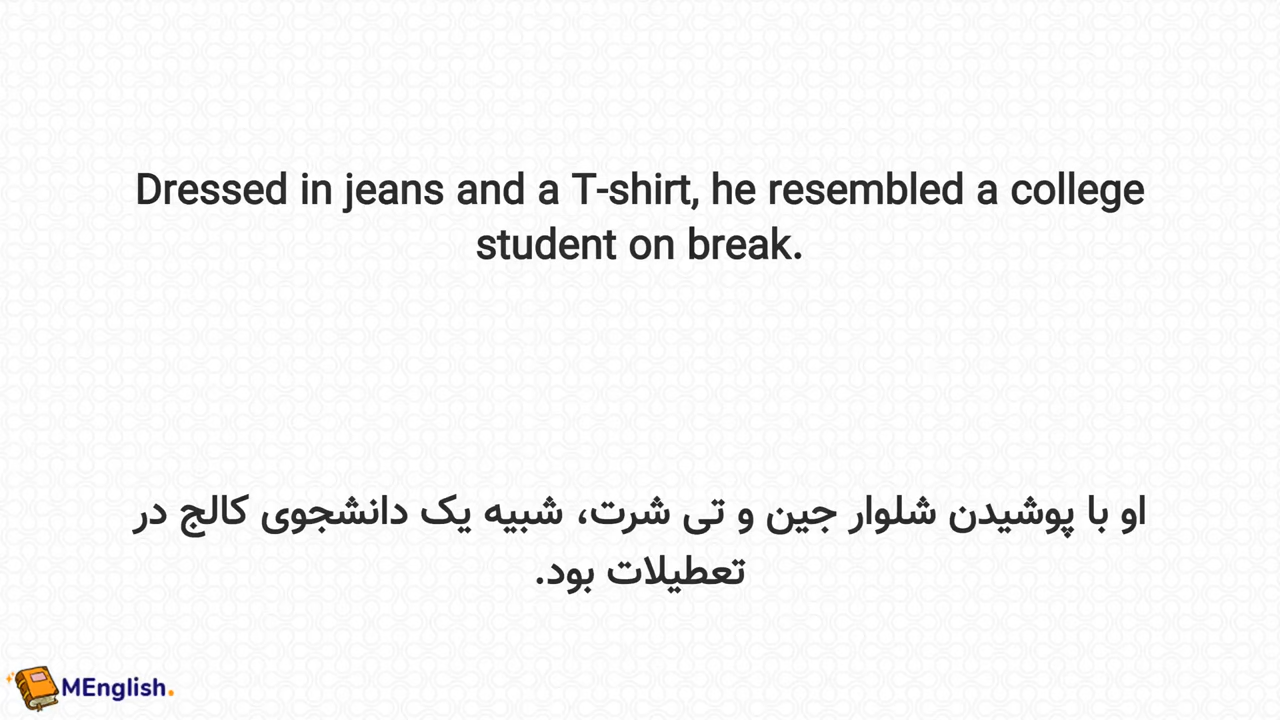 Dressed in jeans and a T-shirt, he resembled a college
student on break.
او با پوشیدن شلوار جین و تی شرت، شبیه یک دانشجوی کالج در
تعطیلات بود.
MEnglish.